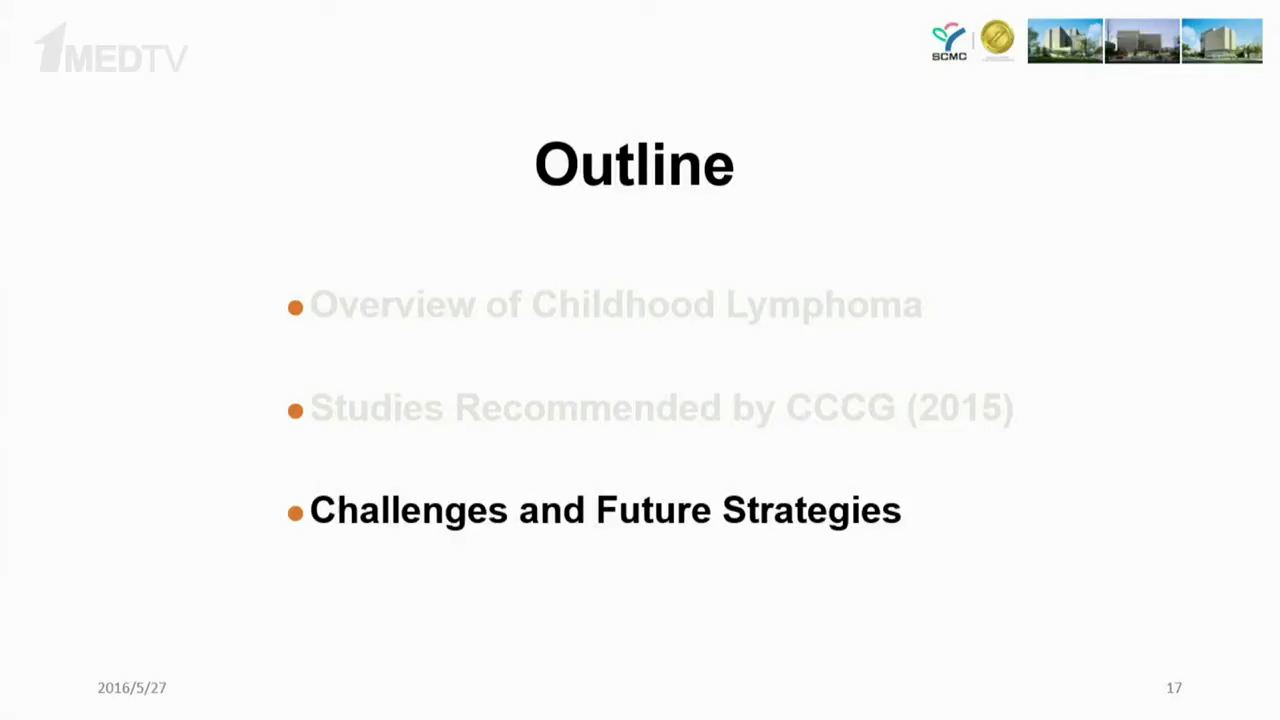 1MEDTV
SCMC
Outline
Overview of Childhood Lymphoma
Studies Recommended by CCCG (2015)
Challenges and Future Strategies
2016/5/27
17